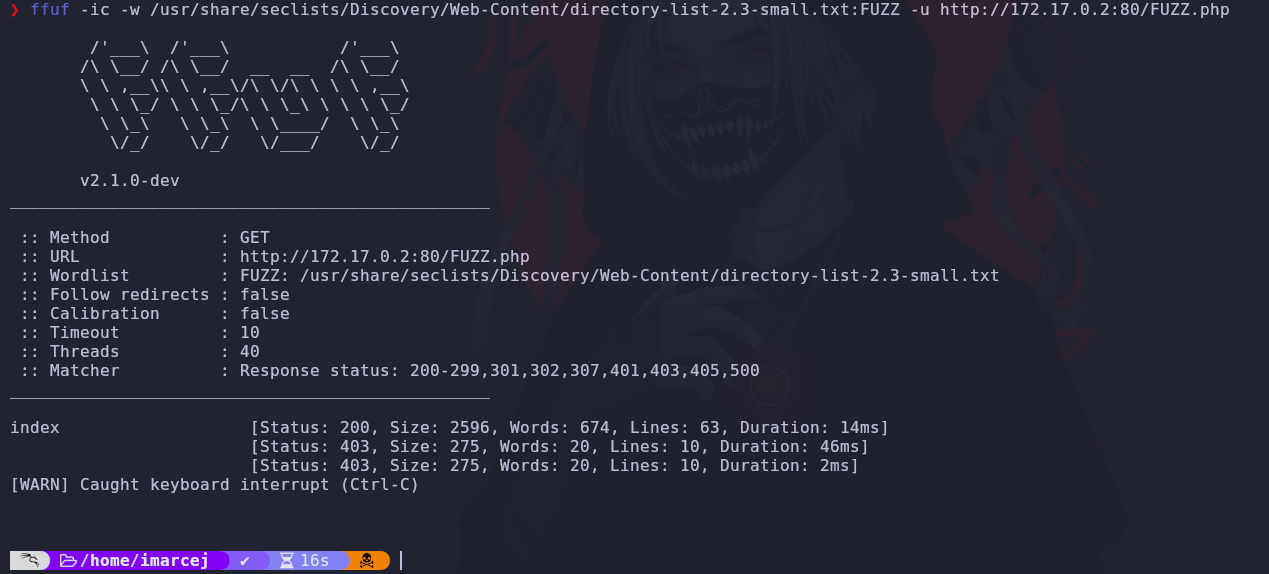 ❯ ffuf -ic -w /usr/share/seclists/Discovery/Web-Content/directory-list-2.3-small.txt:FUZZ -u http://172.17.0.2:80/FUZZ.php
        /'___\  /'___\           /'___\
       /\ \__/ /\ \__/  __  __  /\ \__/
       \ \ ,__\\ \ ,__\/\ \/\ \ \ \ ,__\
        \ \ \_/ \ \ \_/\ \ \_\ \ \ \ \_/
         \ \_\   \ \_\  \ \____/  \ \_\
          \/_/    \/_/   \/___/    \/_/
       v2.1.0-dev
________________________________________________
 :: Method           : GET
 :: URL              : http://172.17.0.2:80/FUZZ.php
 :: Wordlist         : FUZZ: /usr/share/seclists/Discovery/Web-Content/directory-list-2.3-small.txt
 :: Follow redirects : false
 :: Calibration      : false
 :: Timeout          : 10
 :: Threads          : 40
 :: Matcher          : Response status: 200-299,301,302,307,401,403,405,500
________________________________________________
index                   [Status: 200, Size: 2596, Words: 674, Lines: 63, Duration: 14ms]
                        [Status: 403, Size: 275, Words: 20, Lines: 10, Duration: 46ms]
                        [Status: 403, Size: 275, Words: 20, Lines: 10, Duration: 2ms]
[WARN] Caught keyboard interrupt (Ctrl-C)
/home/imarcej ✔ 16s